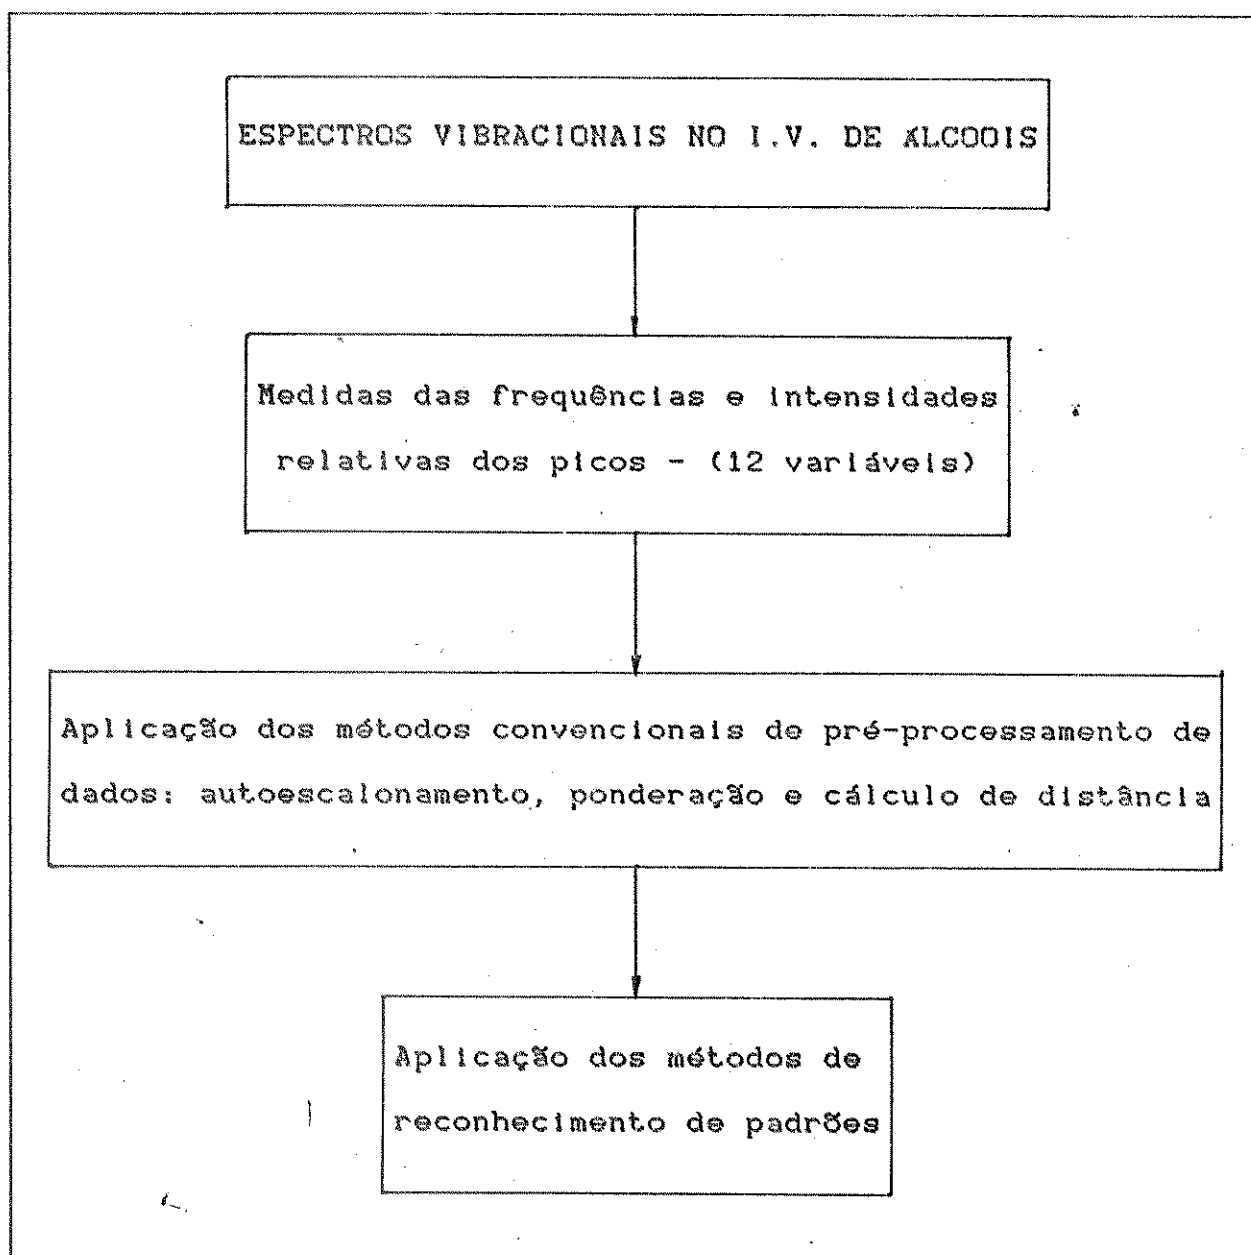 ESPECTROS VIBRACIONAIS NO I.V. DE ÁLCOOIS
Medidas das frequências e intensidades
relativas dos picos - (12 variáveis)
Aplicação dos métodos convencionais de pré-processamento de
dados: autoescalonamento, ponderação e cálculo de distância
Aplicação dos métodos de
reconhecimento de padrões